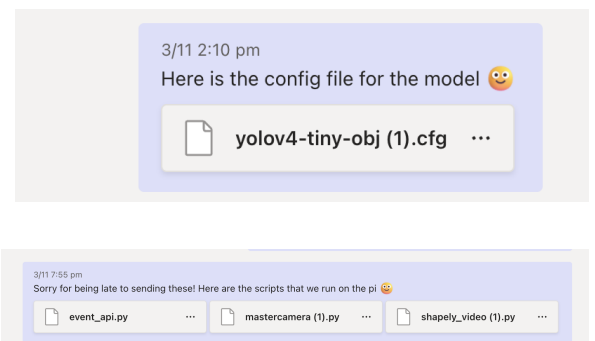 3/11 2:10 pm
Here is the config file for the model 🙂
yolov4-tiny-obj (1).cfg ...
3/11 7:55 pm
Sorry for being late to sending these! Here are the scripts that we run on the pi 🙂
event_api.py ... mastercamera (1).py ... shapely_video (1).py ...